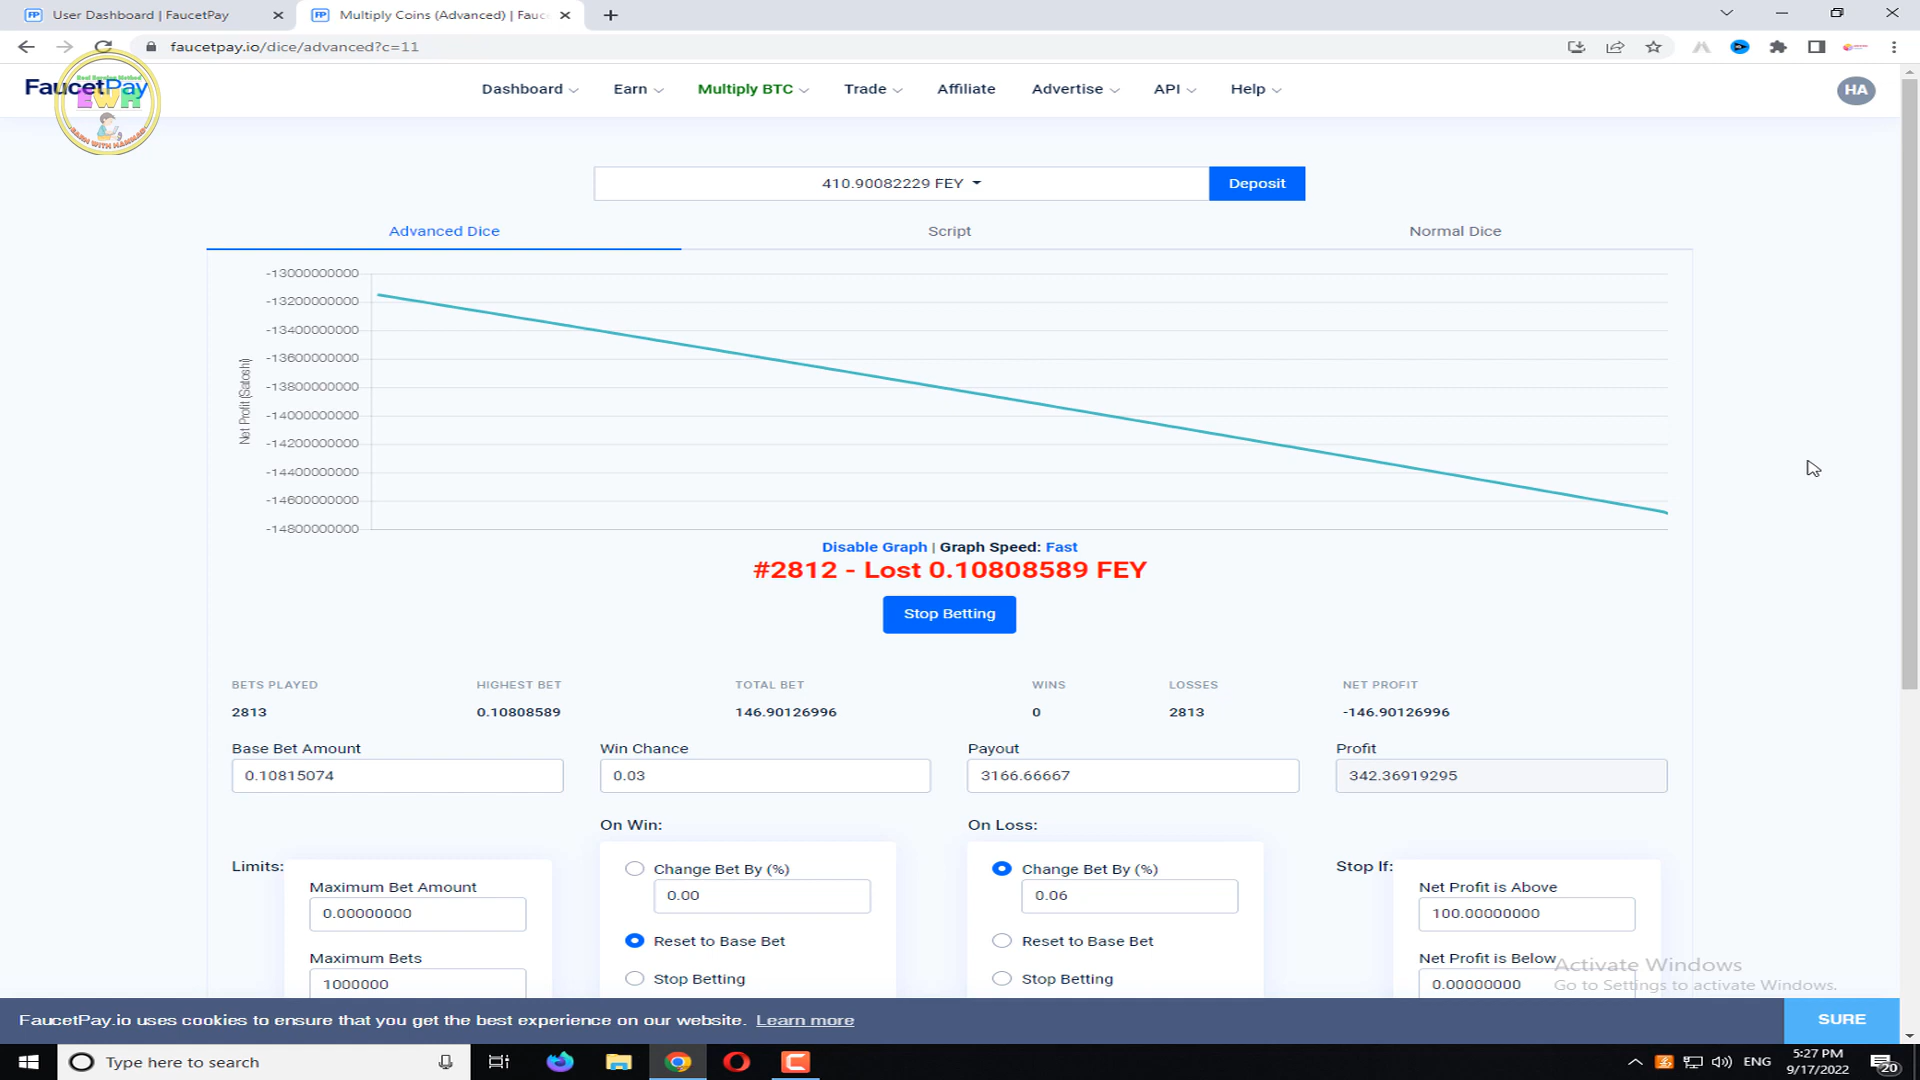 User Dashboard | FaucetPay
Multiply Coins (Advanced) | Fauc
faucetpay.io/dice/advanced?c=11
FaucetPay
EWH
EARN WITH HAMMAD
Dashboard
Earn
Multiply BTC
Trade
Affiliate
Advertise
API
Help
HA
410.90082229 FEY
Deposit
Advanced Dice
Script
Normal Dice
Net Profit (Satoshi)
-13000000000
-13200000000
-13400000000
-13600000000
-13800000000
-14000000000
-14200000000
-14400000000
-14600000000
-14800000000
Disable Graph | Graph Speed: Fast
#2812 - Lost 0.10808589 FEY
Stop Betting
BETS PLAYED
HIGHEST BET
TOTAL BET
WINS
LOSSES
NET PROFIT
2813
0.10808589
146.90126996
0
2813
-146.90126996
Base Bet Amount
Win Chance
Payout
Profit
0.10815074
0.03
3166.66667
342.36919295
On Win:
On Loss:
Limits:
Maximum Bet Amount
0.00000000
Maximum Bets
1000000
Change Bet By (%)
0.00
Reset to Base Bet
Stop Betting
Change Bet By (%)
0.06
Reset to Base Bet
Stop Betting
Stop If:
Net Profit is Above
100.00000000
Net Profit is Below
0.00000000
Activate Windows
Go to Settings to activate Windows.
FaucetPay.io uses cookies to ensure that you get the best experience on our website. Learn more
SURE
Type here to search
ENG
5:27 PM
9/17/2022
20